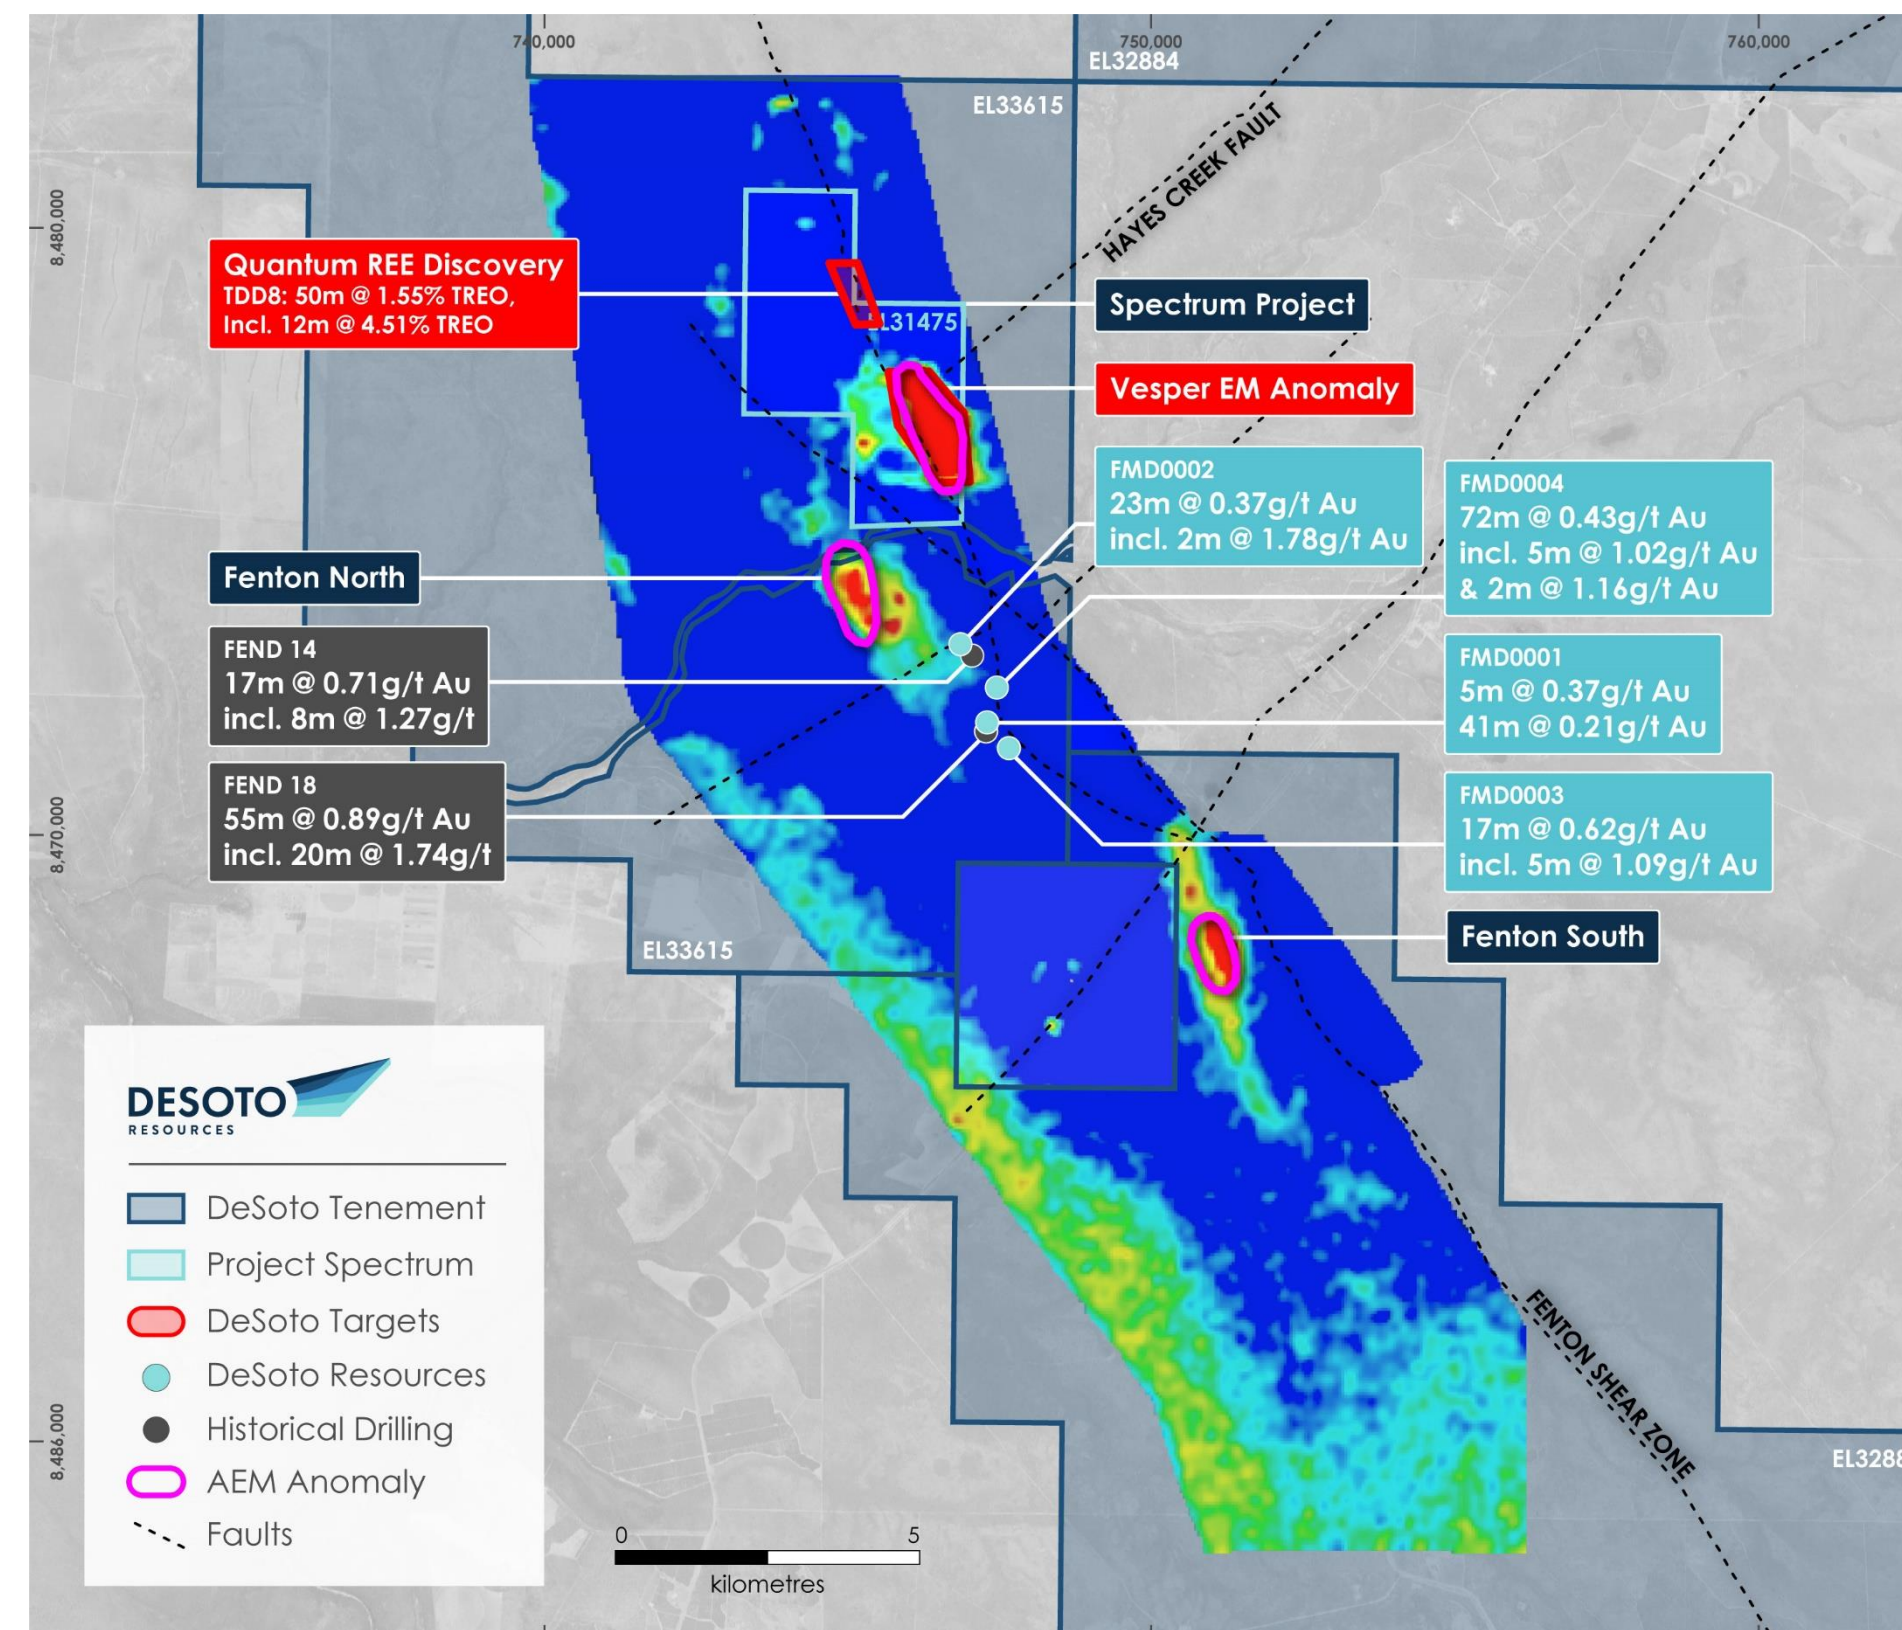 740,000
750,000
760,000
EL32884
EL33615
HAYES CREEK FAULT
8,480,000
Quantum REE Discovery
TDD8: 50m @ 1.55% TREO,
Incl. 12m @ 4.51% TREO
Spectrum Project
EL31475
Vesper EM Anomaly
FMD0002
23m @ 0.37g/t Au
incl. 2m @ 1.78g/t Au
FMD0004
72m @ 0.43g/t Au
incl. 5m @ 1.02g/t Au
& 2m @ 1.16g/t Au
Fenton North
FEND 14
17m @ 0.71g/t Au
incl. 8m @ 1.27g/t
FMD0001
5m @ 0.37g/t Au
41m @ 0.21g/t Au
FEND 18
55m @ 0.89g/t Au
incl. 20m @ 1.74g/t
FMD0003
17m @ 0.62g/t Au
incl. 5m @ 1.09g/t Au
8,470,000
Fenton South
EL33615
DESOTO
RESOURCES
DeSoto Tenement
Project Spectrum
DeSoto Targets
DeSoto Resources
Historical Drilling
AEM Anomaly
Faults
FENTON SHEAR ZONE
8,486,000
EL3288
0 5
kilometres